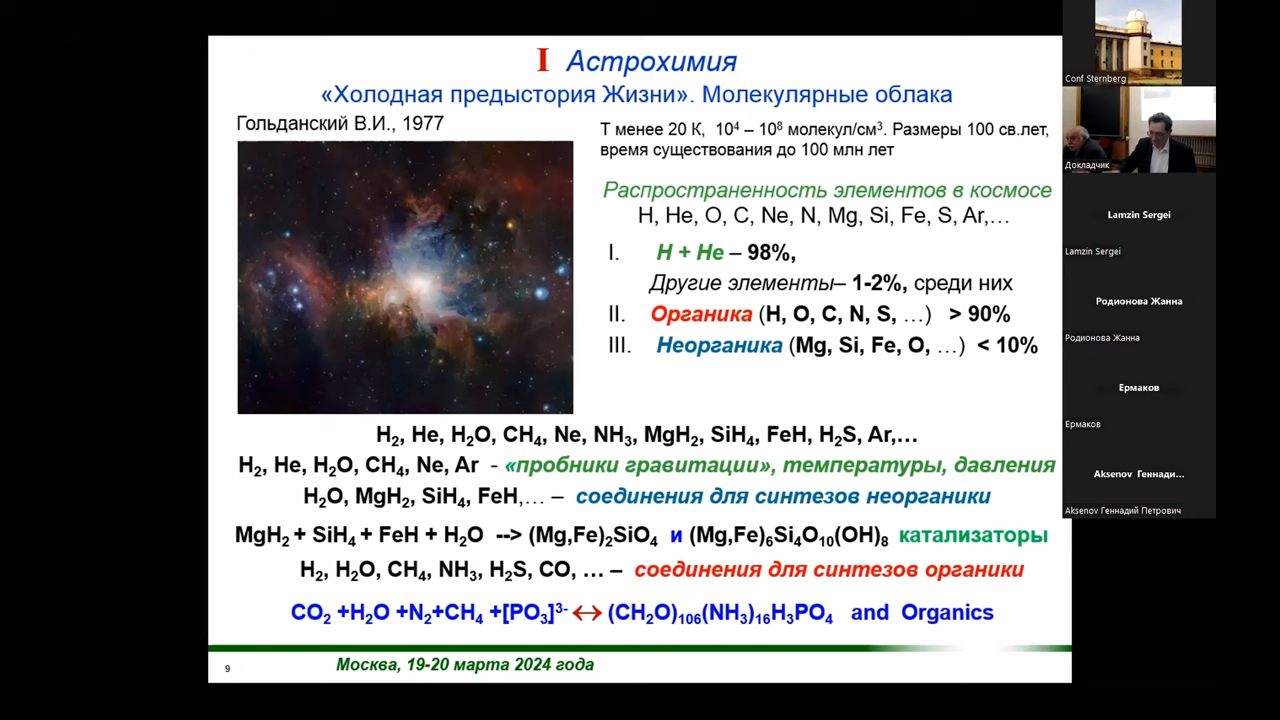 I Астрохимия
«Холодная предыстория Жизни». Молекулярные облака
Гольданский В.И., 1977
Т менее 20 К, 10⁴ – 10⁸ молекул/см³. Размеры 100 св.лет,
время существования до 100 млн лет
Распространенность элементов в космосе
H, He, O, C, Ne, N, Mg, Si, Fe, S, Ar,…
I. H + He – 98%,
Другие элементы– 1-2%, среди них
II. Органика (H, O, C, N, S, …) > 90%
III. Неорганика (Mg, Si, Fe, O, …) < 10%
H₂, He, H₂O, CH₄, Ne, NH₃, MgH₂, SiH₄, FeH, H₂S, Ar,…
H₂, He, H₂O, CH₄, Ne, Ar - «пробники гравитации», температуры, давления
H₂O, MgH₂, SiH₄, FeH,… – соединения для синтезов неорганики
MgH₂ + SiH₄ + FeH + H₂O --> (Mg,Fe)₂SiO₄ и (Mg,Fe)₆Si₄O₁₀(OH)₈ катализаторы
H₂, H₂O, CH₄, NH₃, H₂S, CO, … – соединения для синтезов органики
CO₂ +H₂O +N₂+CH₄ +[PO₃]³⁻ ↔ (CH₂O)₁₀₆(NH₃)₁₆H₃PO₄ and Organics
9
Москва, 19-20 марта 2024 года
Conf Sternberg
Докладчик
Lamzin Sergei
Lamzin Sergei
Родионова Жанна
Родионова Жанна
Ермаков
Ермаков
Aksenov Геннади...
Aksenov Геннадий Петрович